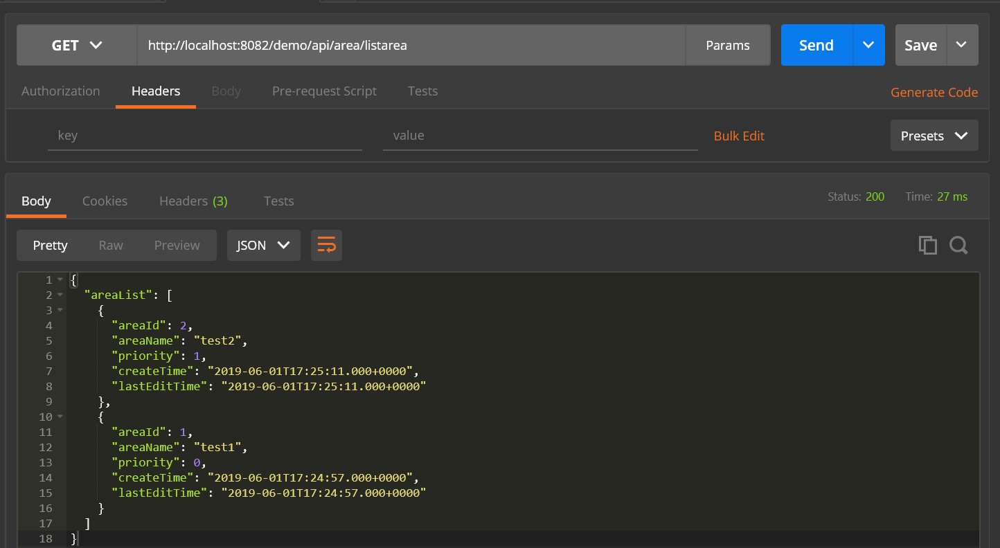 GET http://localhost:8082/demo/api/area/listarea Params Send Save
Authorization Headers Body Pre-request Script Tests Generate Code
key value Bulk Edit Presets
Body Cookies Headers (3) Tests Status: 200 Time: 27 ms
Pretty Raw Preview JSON
1 {
2 "areaList": [
3 {
4 "areaId": 2,
5 "areaName": "test2",
6 "priority": 1,
7 "createTime": "2019-06-01T17:25:11.000+0000",
8 "lastEditTime": "2019-06-01T17:25:11.000+0000"
9 },
10 {
11 "areaId": 1,
12 "areaName": "test1",
13 "priority": 0,
14 "createTime": "2019-06-01T17:24:57.000+0000",
15 "lastEditTime": "2019-06-01T17:24:57.000+0000"
16 }
17 ]
18 }